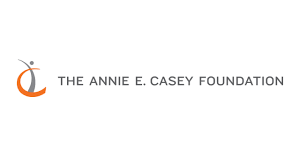 THE ANNIE E. CASEY FOUNDATION